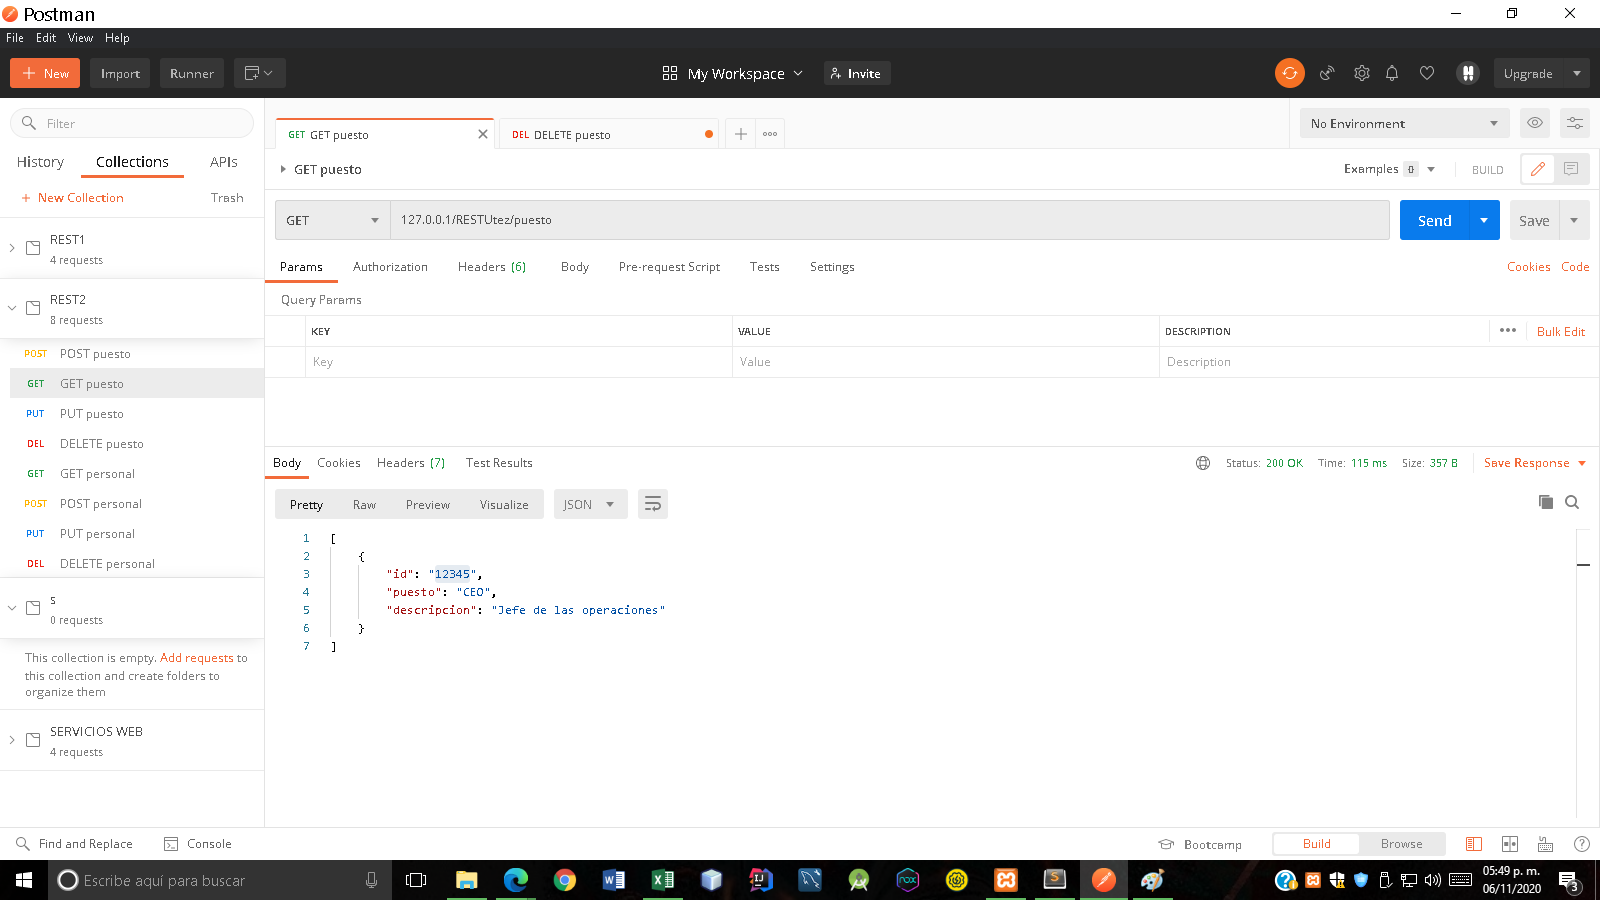 Postman
File Edit View Help
New Import Runner My Workspace Invite Upgrade
Filter
History Collections APIs
+ New Collection Trash
REST1
4 requests
REST2
8 requests
POST POST puesto
GET GET puesto
PUT PUT puesto
DEL DELETE puesto
GET GET personal
POST POST personal
PUT PUT personal
DEL DELETE personal
S
0 requests
This collection is empty. Add requests to
this collection and create folders to
organize them
SERVICIOS WEB
4 requests
GET GET puesto DEL DELETE puesto No Environment
GET puesto Examples 0 BUILD
GET 127.0.0.1/RESTUtez/puesto Send Save
Params Authorization Headers (6) Body Pre-request Script Tests Settings Cookies Code
Query Params
KEY VALUE DESCRIPTION ••• Bulk Edit
Key Value Description
Body Cookies Headers (7) Test Results Status: 200 OK Time: 115 ms Size: 357 B Save Response
Pretty Raw Preview Visualize JSON
1 [
2 {
3 "id": "12345",
4 "puesto": "CEO",
5 "descripcion": "Jefe de las operaciones"
6 }
7 ]
Find and Replace Console Bootcamp Build Browse
Escribe aquí para buscar 05:49 p. m.
06/11/2020 3